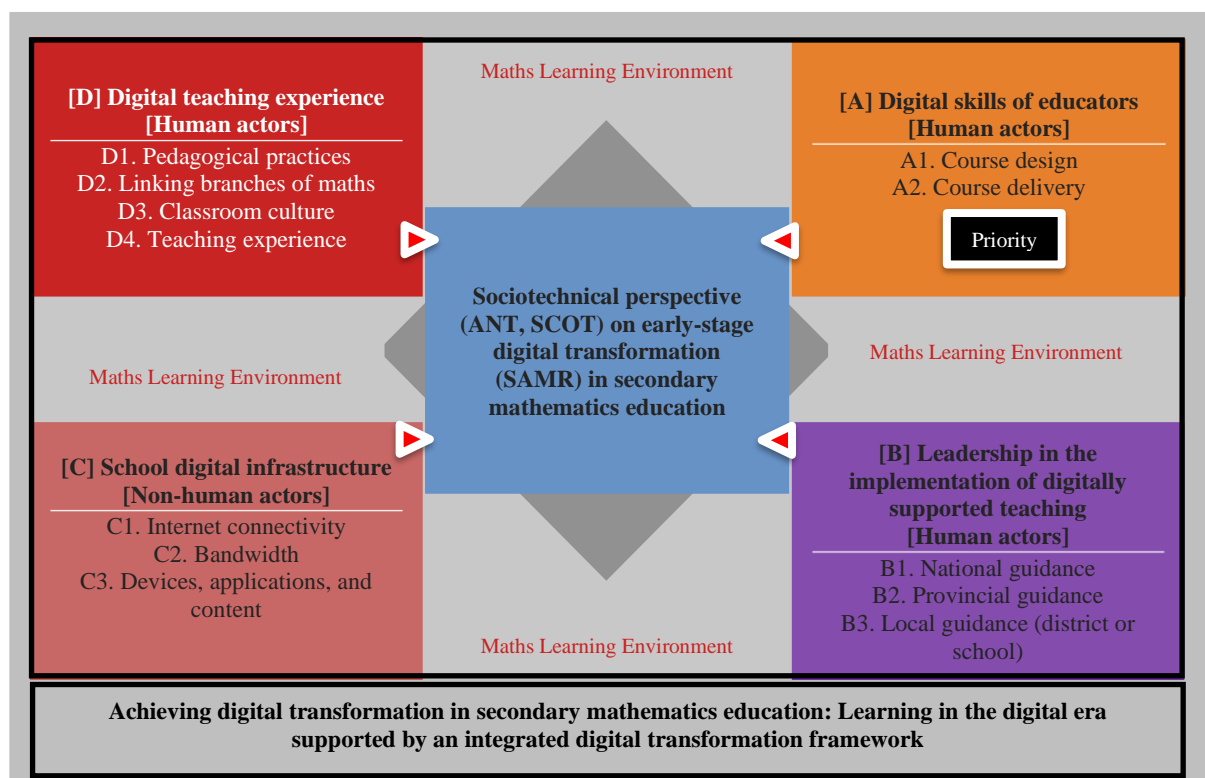 Maths Learning Environment
[D] Digital teaching experience
[Human actors]
D1. Pedagogical practices
D2. Linking branches of maths
D3. Classroom culture
D4. Teaching experience
[A] Digital skills of educators
[Human actors]
A1. Course design
A2. Course delivery
Priority
Sociotechnical perspective
(ANT, SCOT) on early-stage
digital transformation
(SAMR) in secondary
mathematics education
Maths Learning Environment
Maths Learning Environment
[C] School digital infrastructure
[Non-human actors]
C1. Internet connectivity
C2. Bandwidth
C3. Devices, applications, and
content
[B] Leadership in the
implementation of digitally
supported teaching
[Human actors]
B1. National guidance
B2. Provincial guidance
B3. Local guidance (district or
school)
Maths Learning Environment
Achieving digital transformation in secondary mathematics education: Learning in the digital era
supported by an integrated digital transformation framework